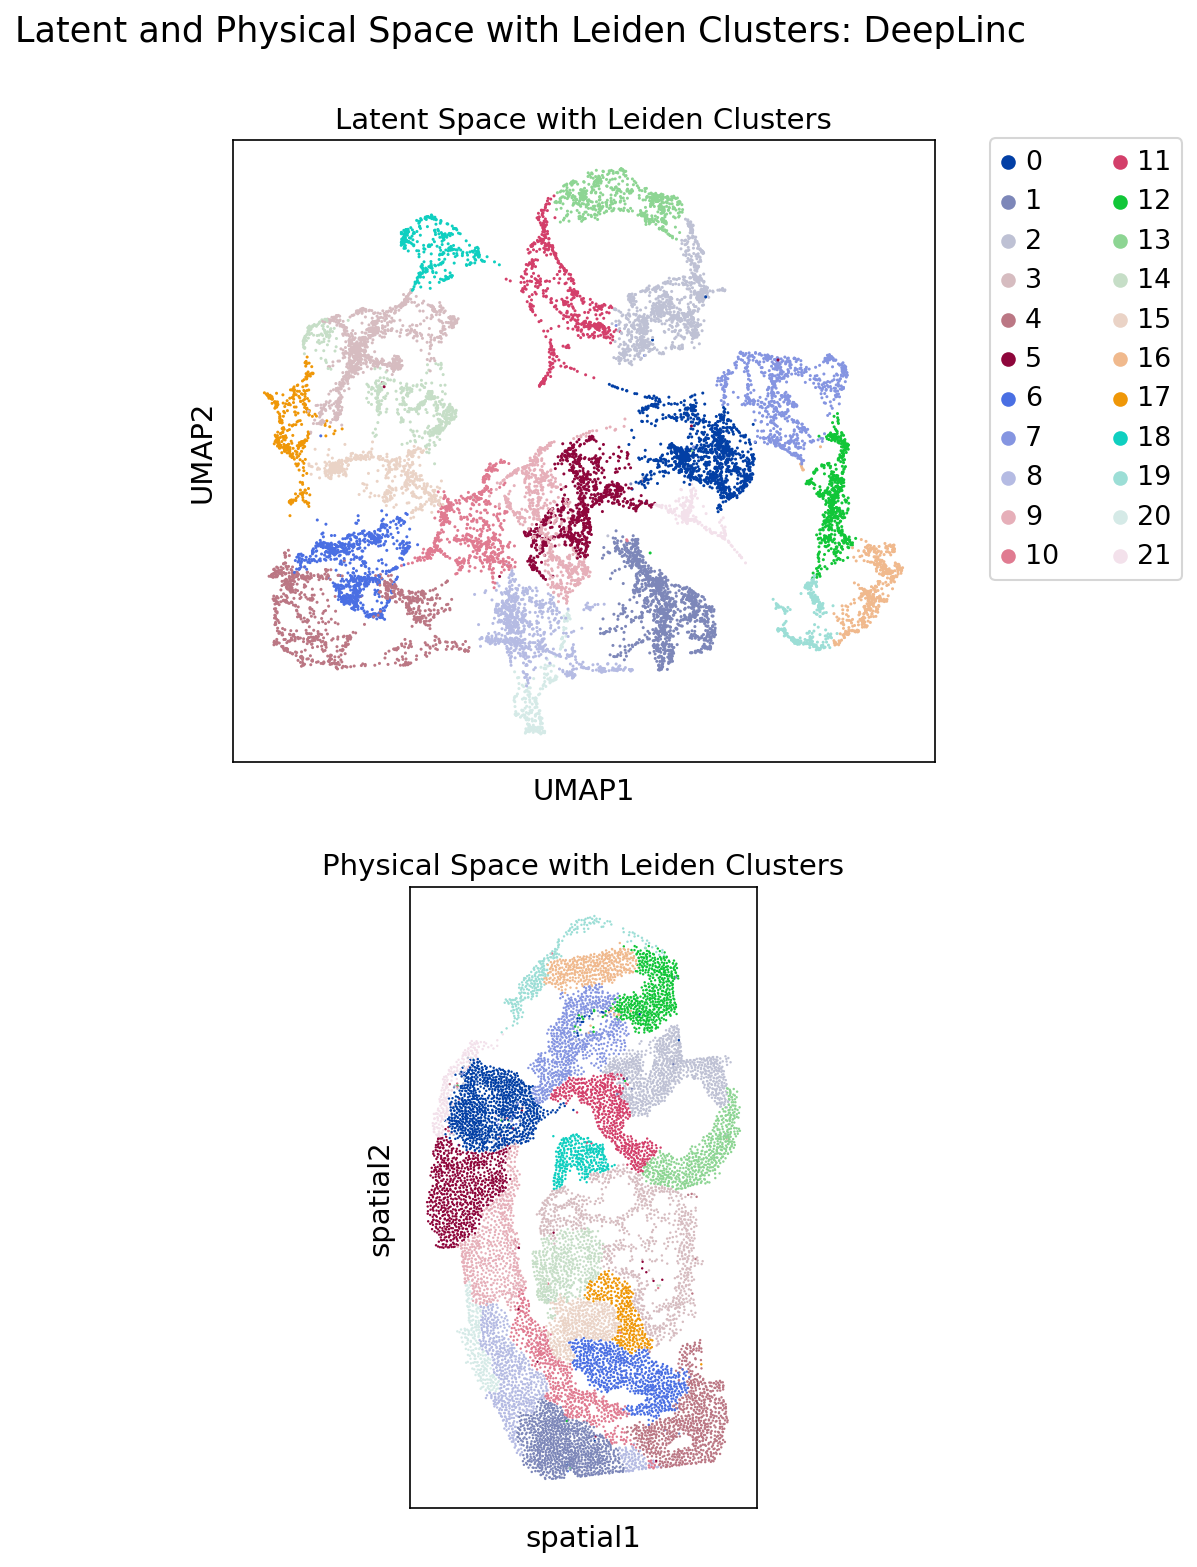 Latent and Physical Space with Leiden Clusters: DeepLinc
Latent Space with Leiden Clusters
UMAP2
UMAP1
0 11
1 12
2 13
3 14
4 15
5 16
6 17
7 18
8 19
9 20
10 21
Physical Space with Leiden Clusters
spatial2
spatial1